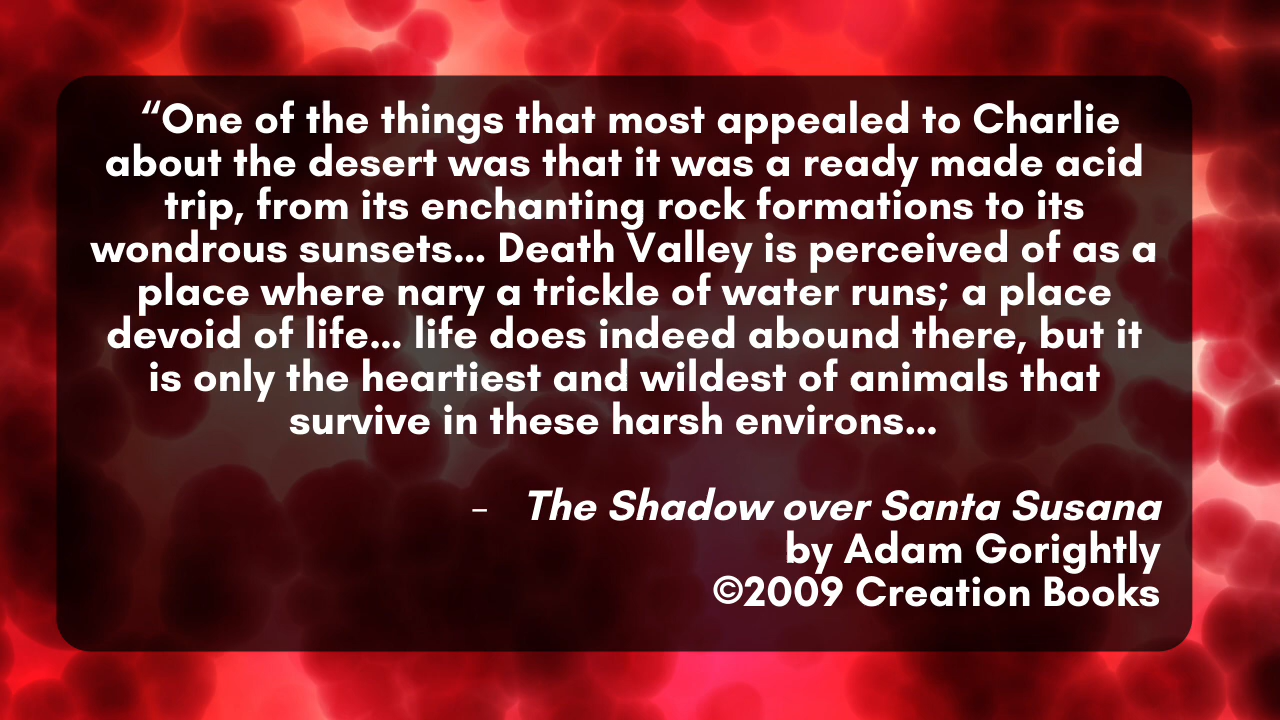 “One of the things that most appealed to Charlie
about the desert was that it was a ready made acid
trip, from its enchanting rock formations to its
wondrous sunsets... Death Valley is perceived of as a
place where nary a trickle of water runs; a place
devoid of life... life does indeed abound there, but it
is only the heartiest and wildest of animals that
survive in these harsh environs...
– The Shadow over Santa Susana
by Adam Gorightly
©2009 Creation Books